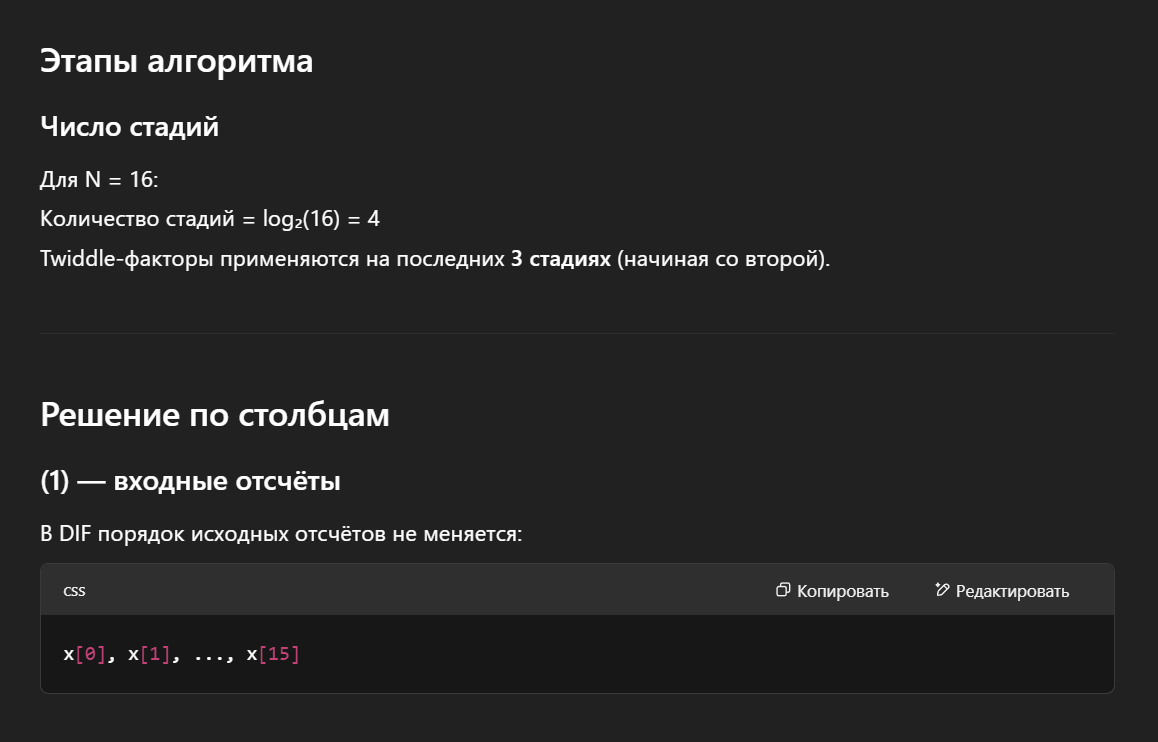 Этапы алгоритма
Число стадий
Для N = 16:
Количество стадий = log₂(16) = 4
Twiddle-факторы применяются на последних 3 стадиях (начиная со второй).
Решение по столбцам
(1) — входные отсчёты
В DIF порядок исходных отсчётов не меняется:
css
Копировать
Редактировать
x[0], x[1], ..., x[15]